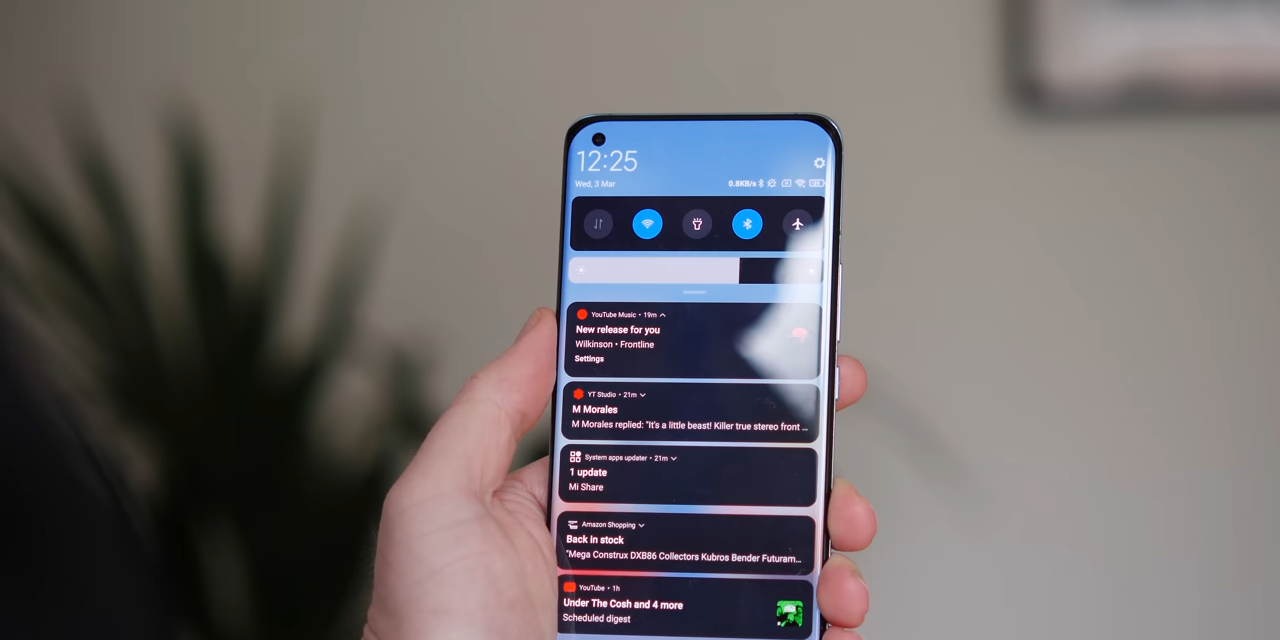 12:25
Wed, 3 Mar
0.8KB/s
YouTube Music • 19m
New release for you
Wilkinson • Frontline
Settings
YT Studio • 21m
M Morales
M Morales replied: "It's a little beast! Killer true stereo front ...
System apps updater • 21m
1 update
Mi Share
Amazon Shopping
Back in stock
"Mega Construx DXB86 Collectors Kubros Bender Futuram...
YouTube • 1h
Under The Cosh and 4 more
Scheduled digest